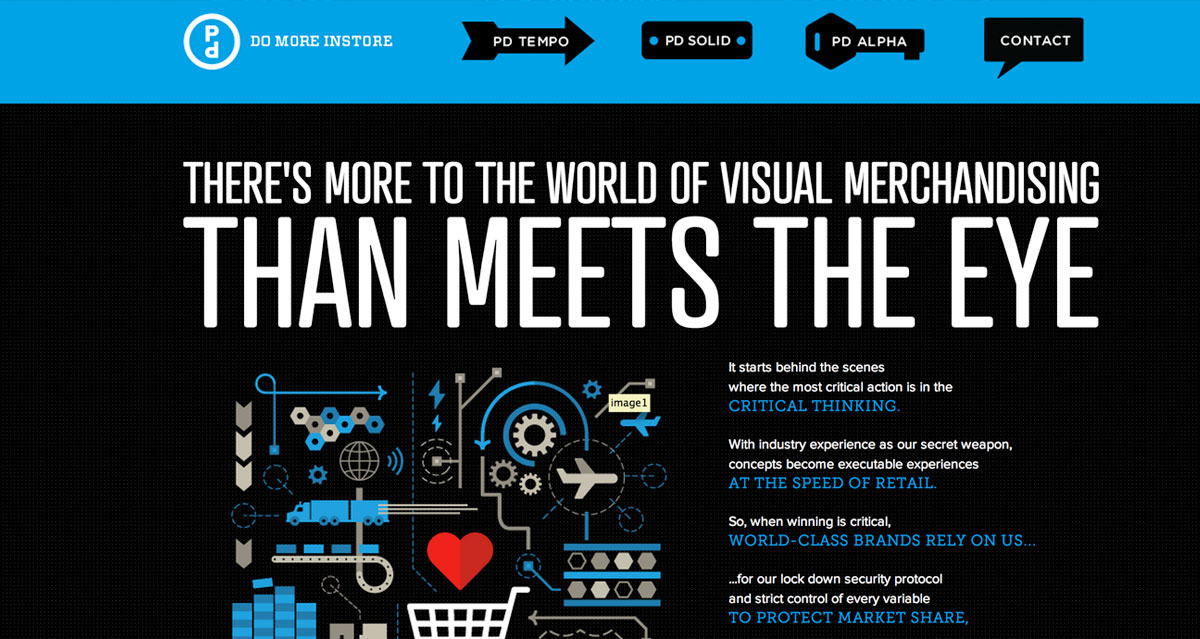 Pd
DO MORE INSTORE
PD TEMPO
PD SOLID
PD ALPHA
CONTACT
THERE'S MORE TO THE WORLD OF VISUAL MERCHANDISING
THAN MEETS THE EYE
image1
It starts behind the scenes
where the most critical action is in the
CRITICAL THINKING.
With industry experience as our secret weapon,
concepts become executable experiences
AT THE SPEED OF RETAIL.
So, when winning is critical,
WORLD-CLASS BRANDS RELY ON US...
...for our lock down security protocol
and strict control of every variable
TO PROTECT MARKET SHARE,